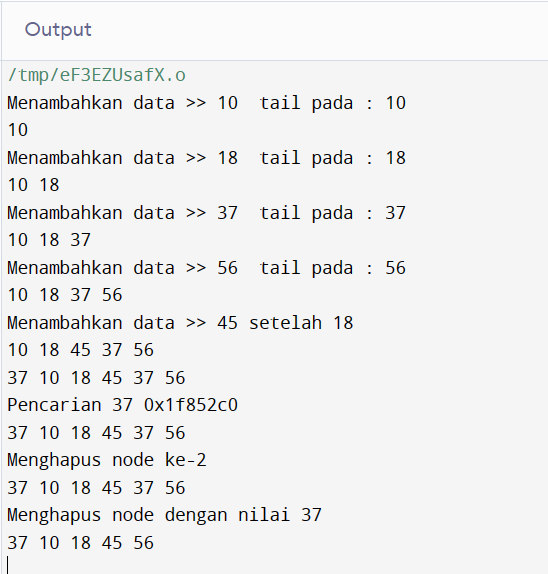 Output
/tmp/eF3EZUsafX.o
Menambahkan data >> 10  tail pada : 10
10
Menambahkan data >> 18  tail pada : 18
10 18
Menambahkan data >> 37  tail pada : 37
10 18 37
Menambahkan data >> 56  tail pada : 56
10 18 37 56
Menambahkan data >> 45 setelah 18
10 18 45 37 56
37 10 18 45 37 56
Pencarian 37 0x1f852c0
37 10 18 45 37 56
Menghapus node ke-2
37 10 18 45 37 56
Menghapus node dengan nilai 37
37 10 18 45 56